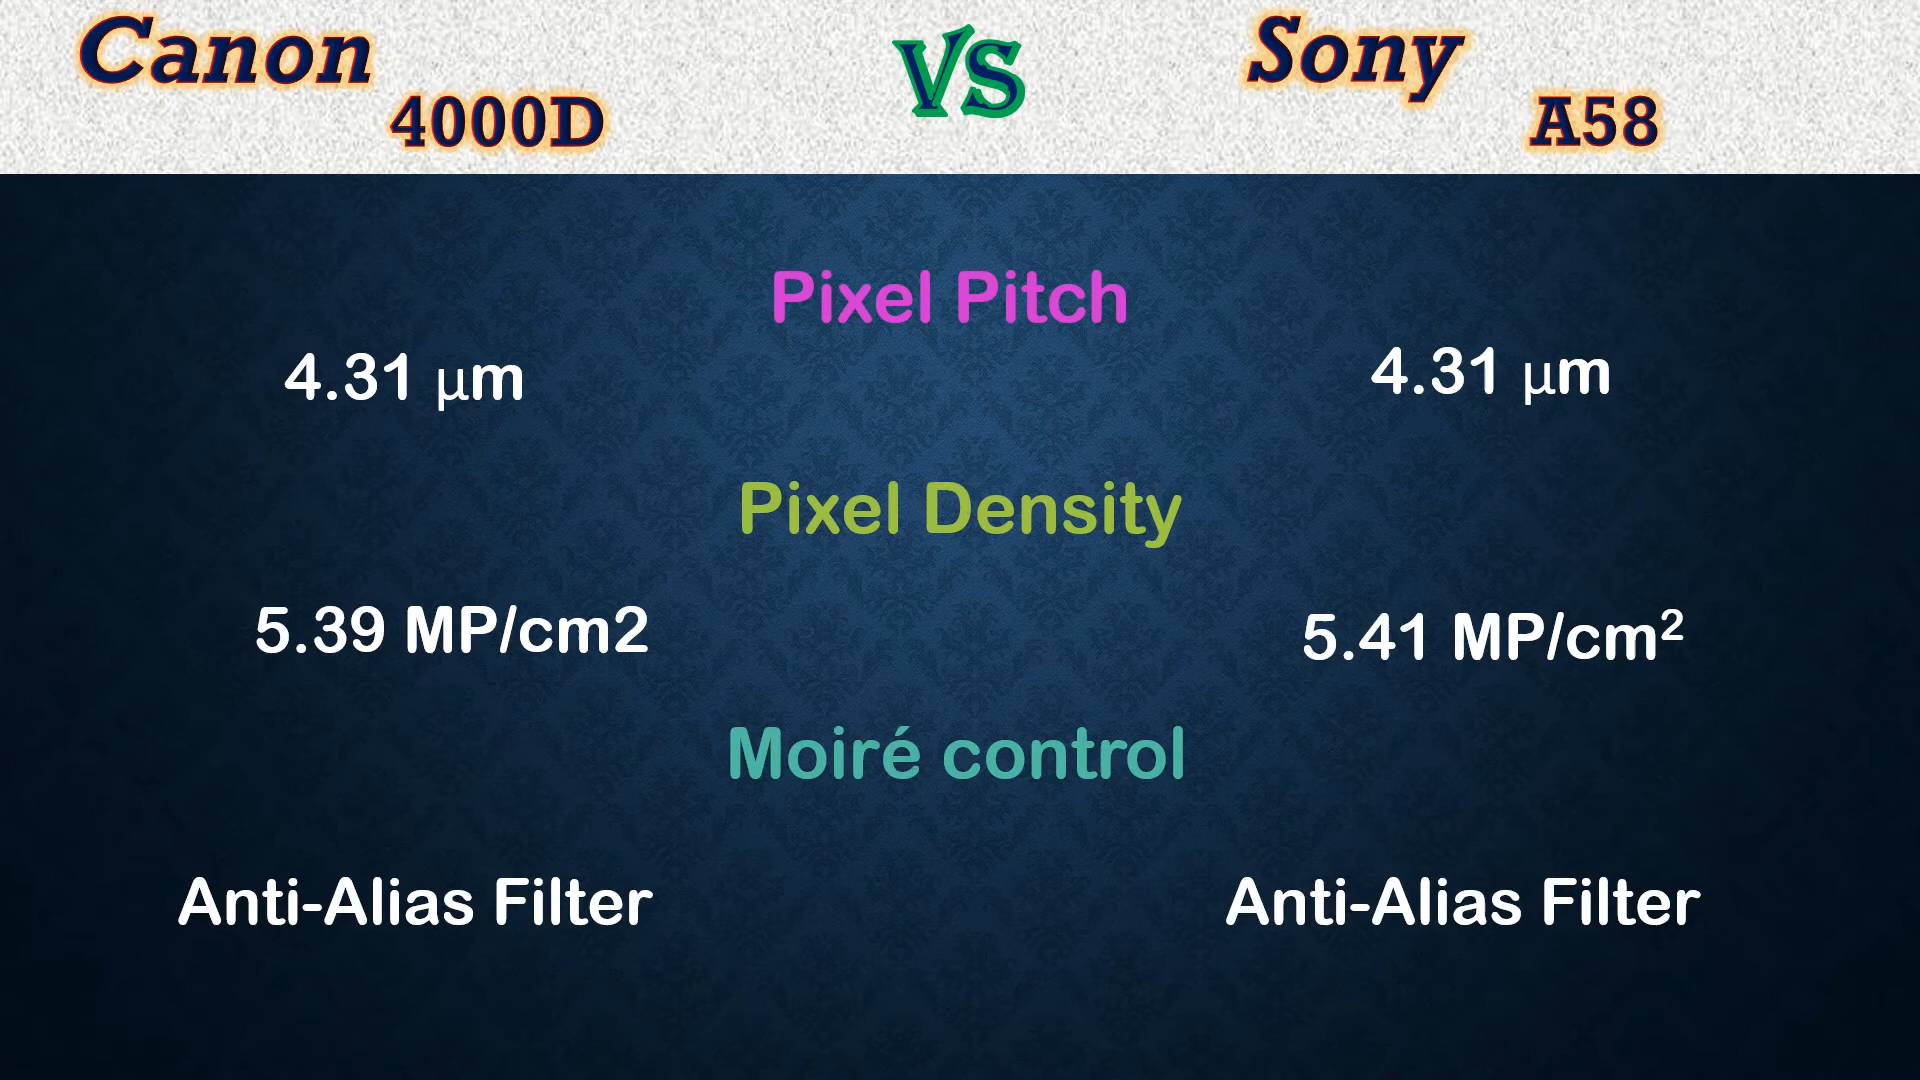 Canon
4000D
VS
Sony
A58
Pixel Pitch
4.31 µm
4.31 µm
Pixel Density
5.39 MP/cm2
5.41 MP/cm²
Moiré control
Anti-Alias Filter
Anti-Alias Filter